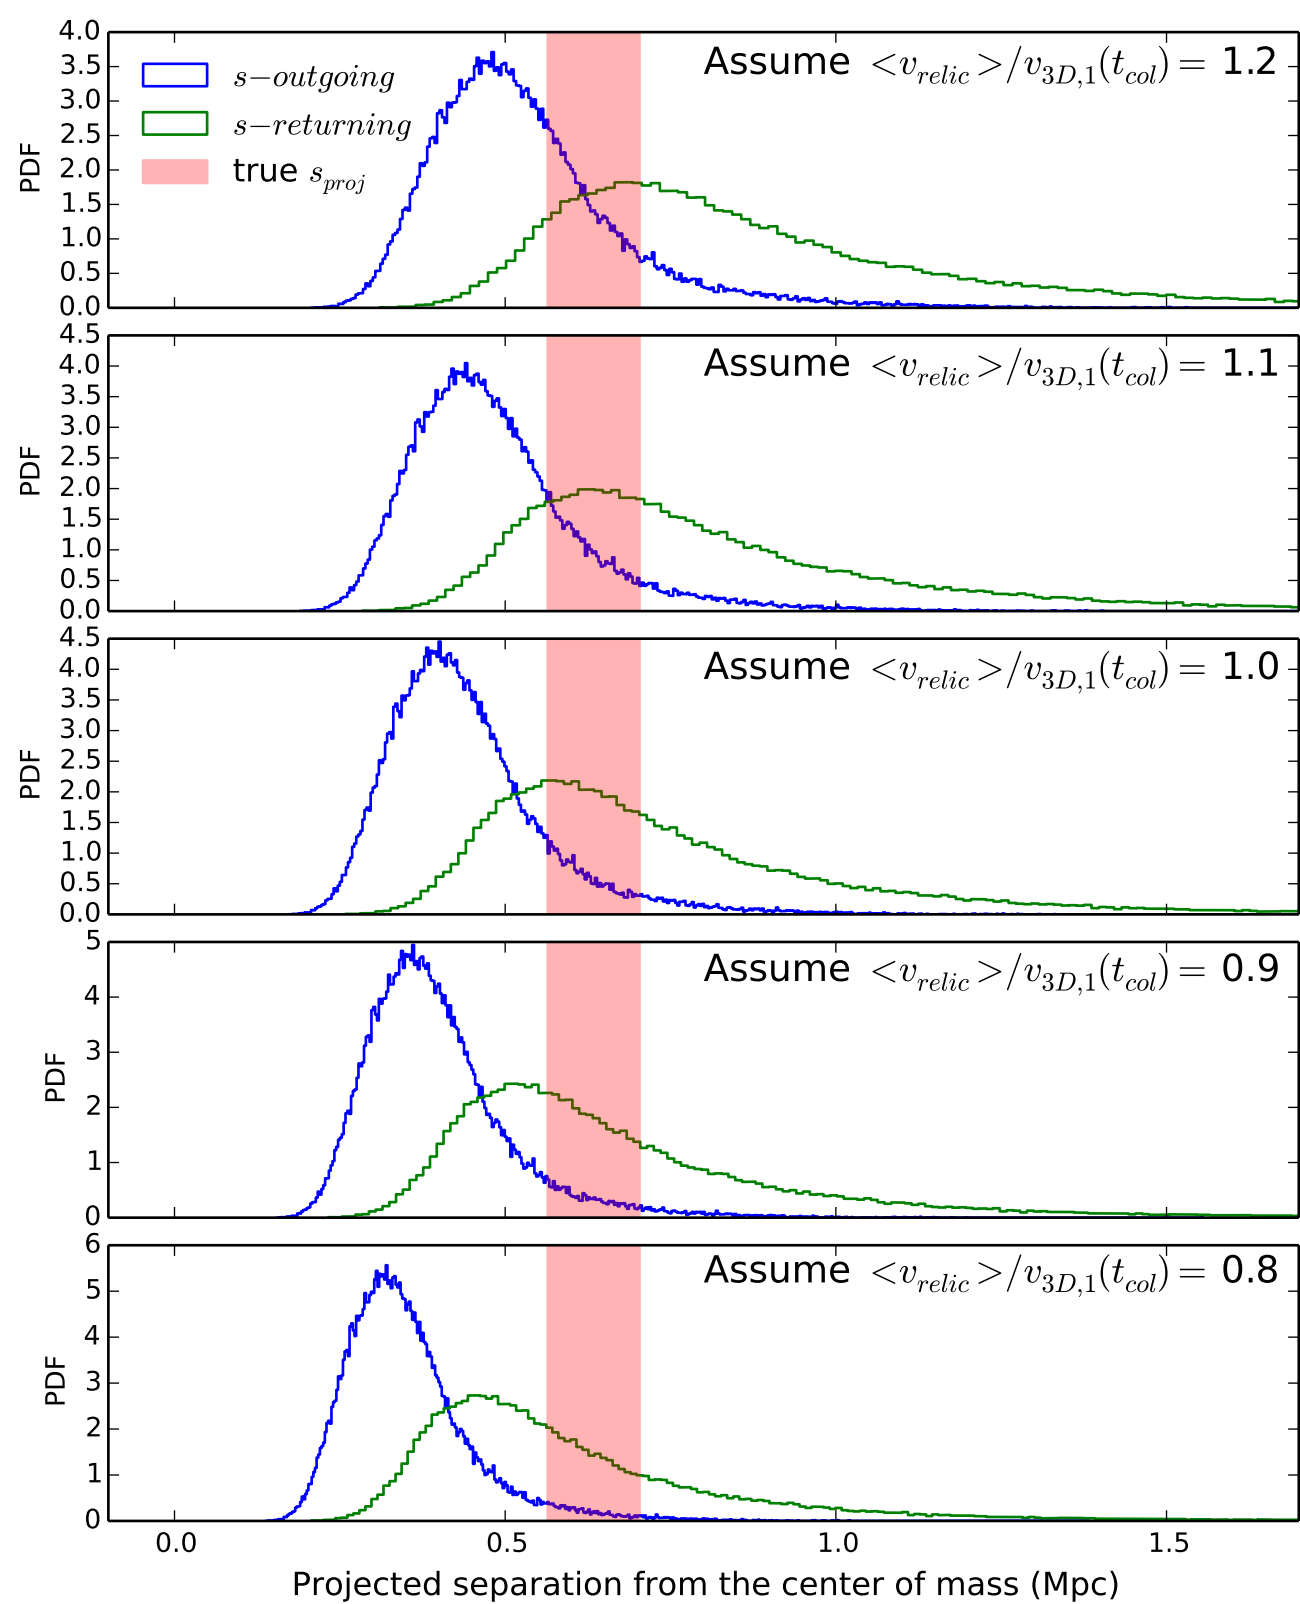 4.0
3.5
3.0
2.5
2.0
1.5
1.0
0.5
0.0
PDF
s−outgoing
s−returning
true s_proj
Assume <v_relic>/v_3D,1(t_col) = 1.2
4.5
4.0
3.5
3.0
2.5
2.0
1.5
1.0
0.5
0.0
PDF
Assume <v_relic>/v_3D,1(t_col) = 1.1
4.5
4.0
3.5
3.0
2.5
2.0
1.5
1.0
0.5
0.0
PDF
Assume <v_relic>/v_3D,1(t_col) = 1.0
5
4
3
2
1
0
PDF
Assume <v_relic>/v_3D,1(t_col) = 0.9
6
5
4
3
2
1
0
PDF
Assume <v_relic>/v_3D,1(t_col) = 0.8
0.0 0.5 1.0 1.5
Projected separation from the center of mass (Mpc)